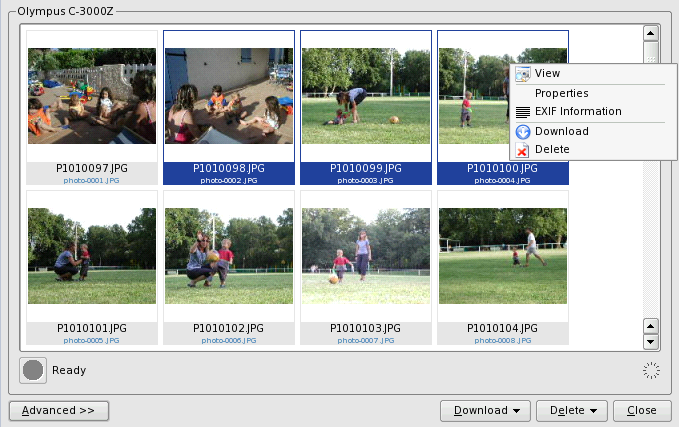 Olympus C-3000Z
View
Properties
EXIF Information
Download
Delete
P1010097.JPG
photo-0001.JPG
P1010098.JPG
photo-0002.JPG
P1010099.JPG
photo-0003.JPG
P1010100.JPG
photo-0004.JPG
P1010101.JPG
photo-0005.JPG
P1010102.JPG
photo-0006.JPG
P1010103.JPG
photo-0007.JPG
P1010104.JPG
photo-0008.JPG
Ready
Advanced >>
Download
Delete
Close